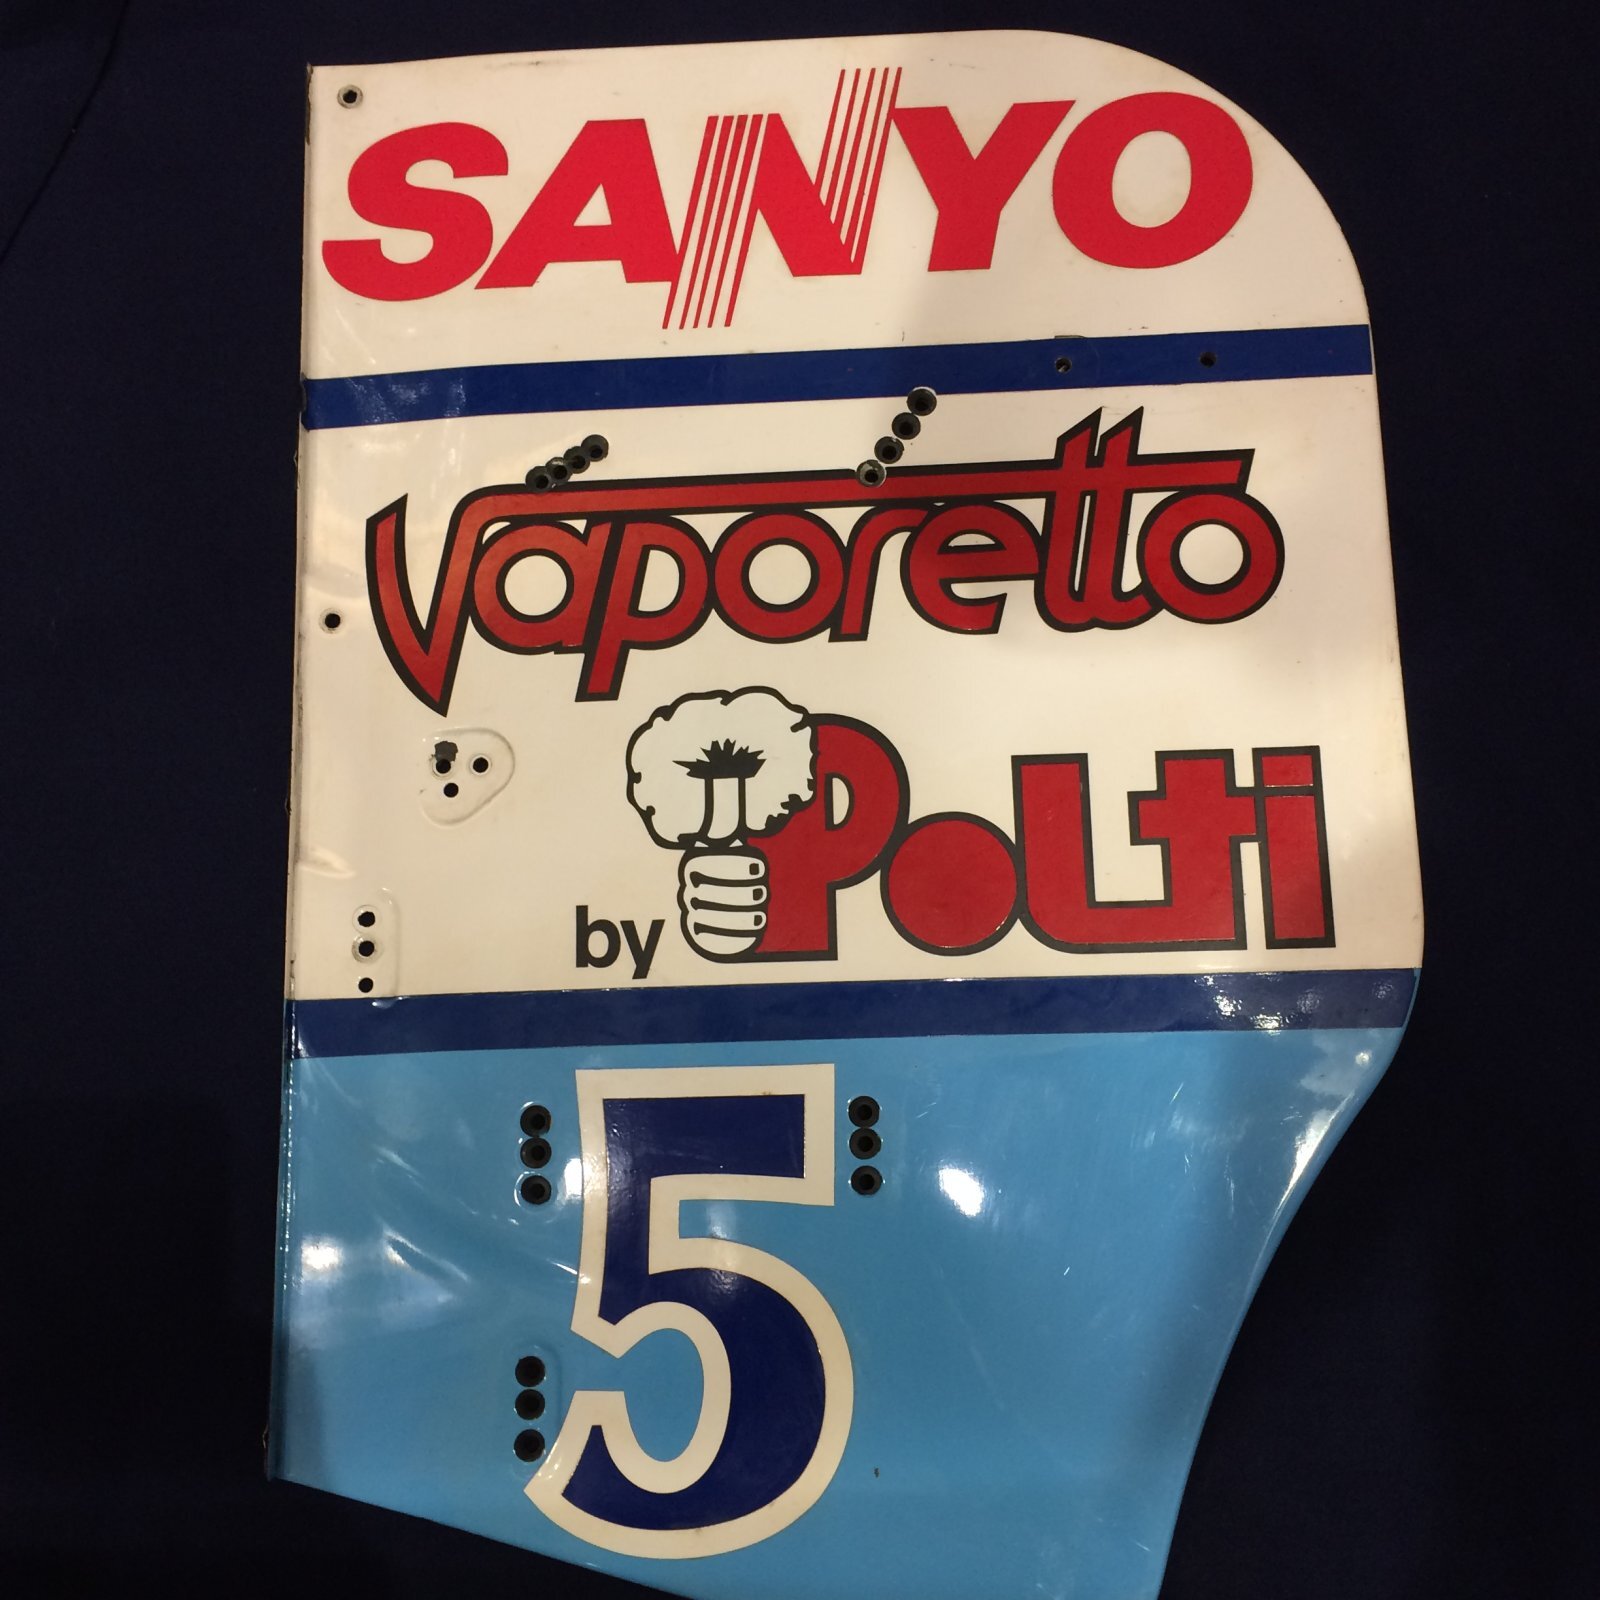 SANYO
Vaporetto
by Polti
5